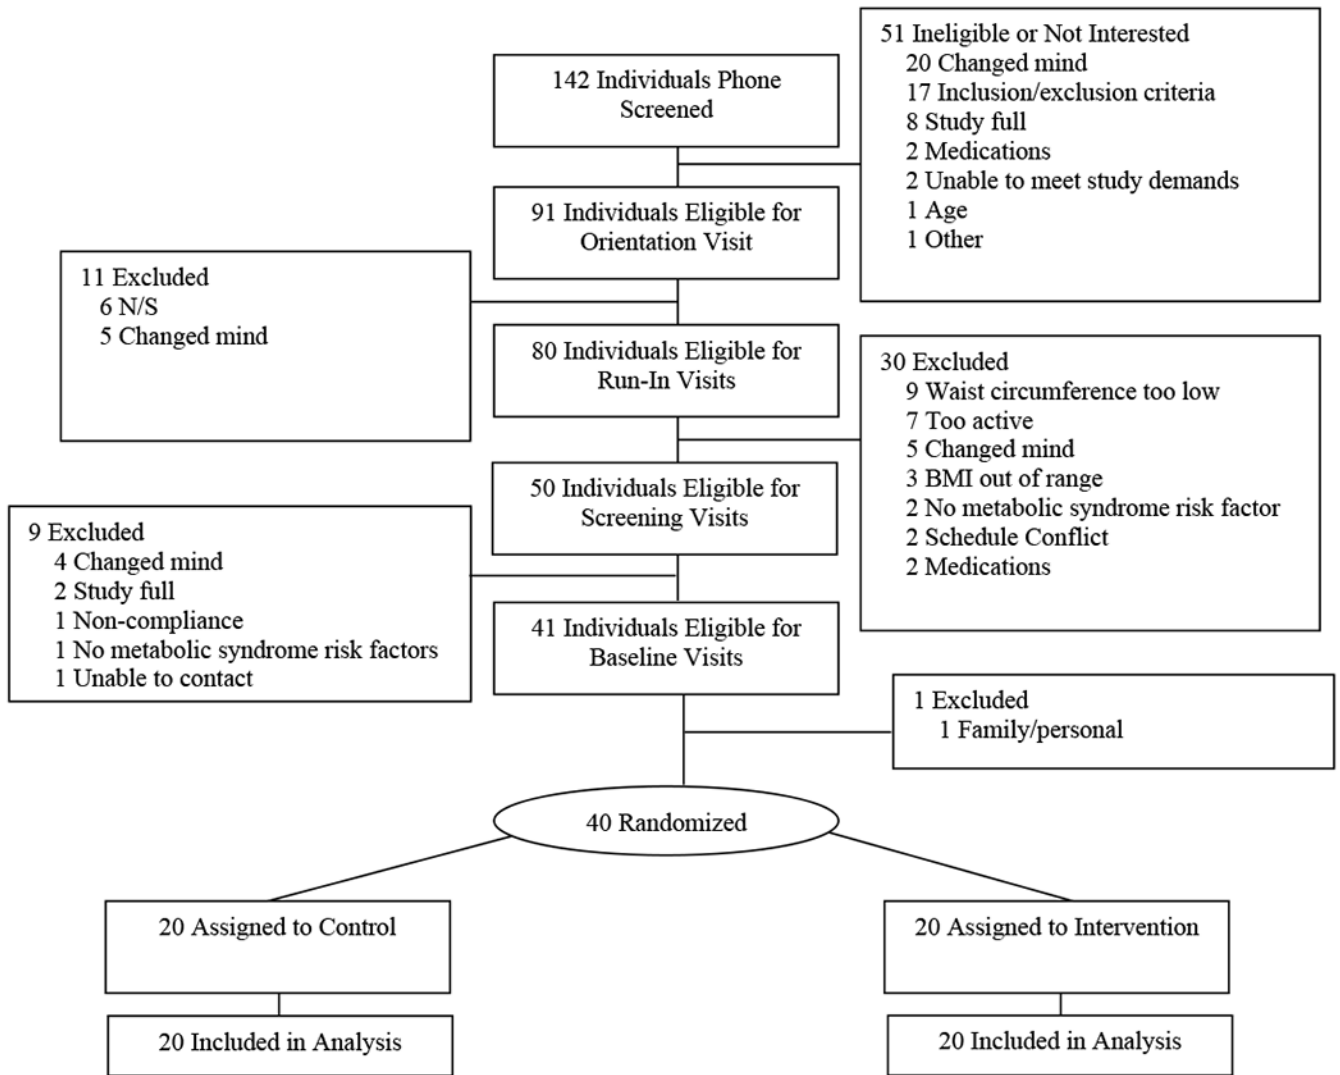 142 Individuals Phone
Screened
51 Ineligible or Not Interested
20 Changed mind
17 Inclusion/exclusion criteria
8 Study full
2 Medications
2 Unable to meet study demands
1 Age
1 Other
91 Individuals Eligible for
Orientation Visit
11 Excluded
6 N/S
5 Changed mind
80 Individuals Eligible for
Run-In Visits
30 Excluded
9 Waist circumference too low
7 Too active
5 Changed mind
3 BMI out of range
2 No metabolic syndrome risk factor
2 Schedule Conflict
2 Medications
50 Individuals Eligible for
Screening Visits
9 Excluded
4 Changed mind
2 Study full
1 Non-compliance
1 No metabolic syndrome risk factors
1 Unable to contact
41 Individuals Eligible for
Baseline Visits
1 Excluded
1 Family/personal
40 Randomized
20 Assigned to Control
20 Assigned to Intervention
20 Included in Analysis
20 Included in Analysis